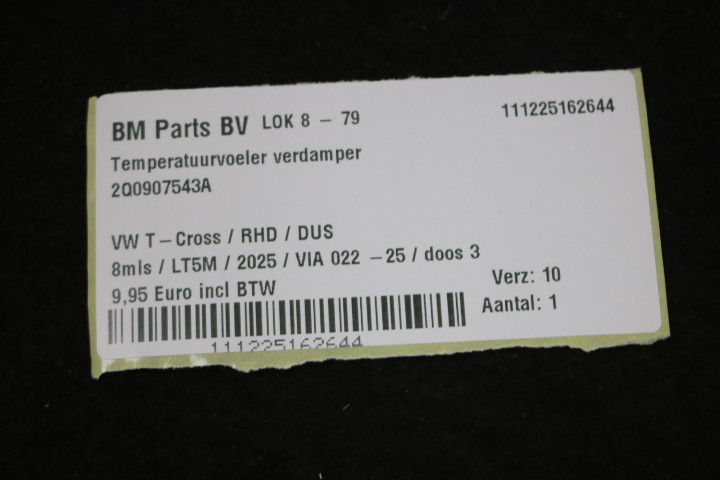 BM Parts BV LOK 8 - 79 111225162644
Temperatuurvoeler verdamper
2Q0907543A
VW T-Cross / RHD / DUS
8mls / LT5M / 2025 / VIA 022 -25 / doos 3
9,95 Euro incl BTW Verz: 10
Aantal: 1
111225162644